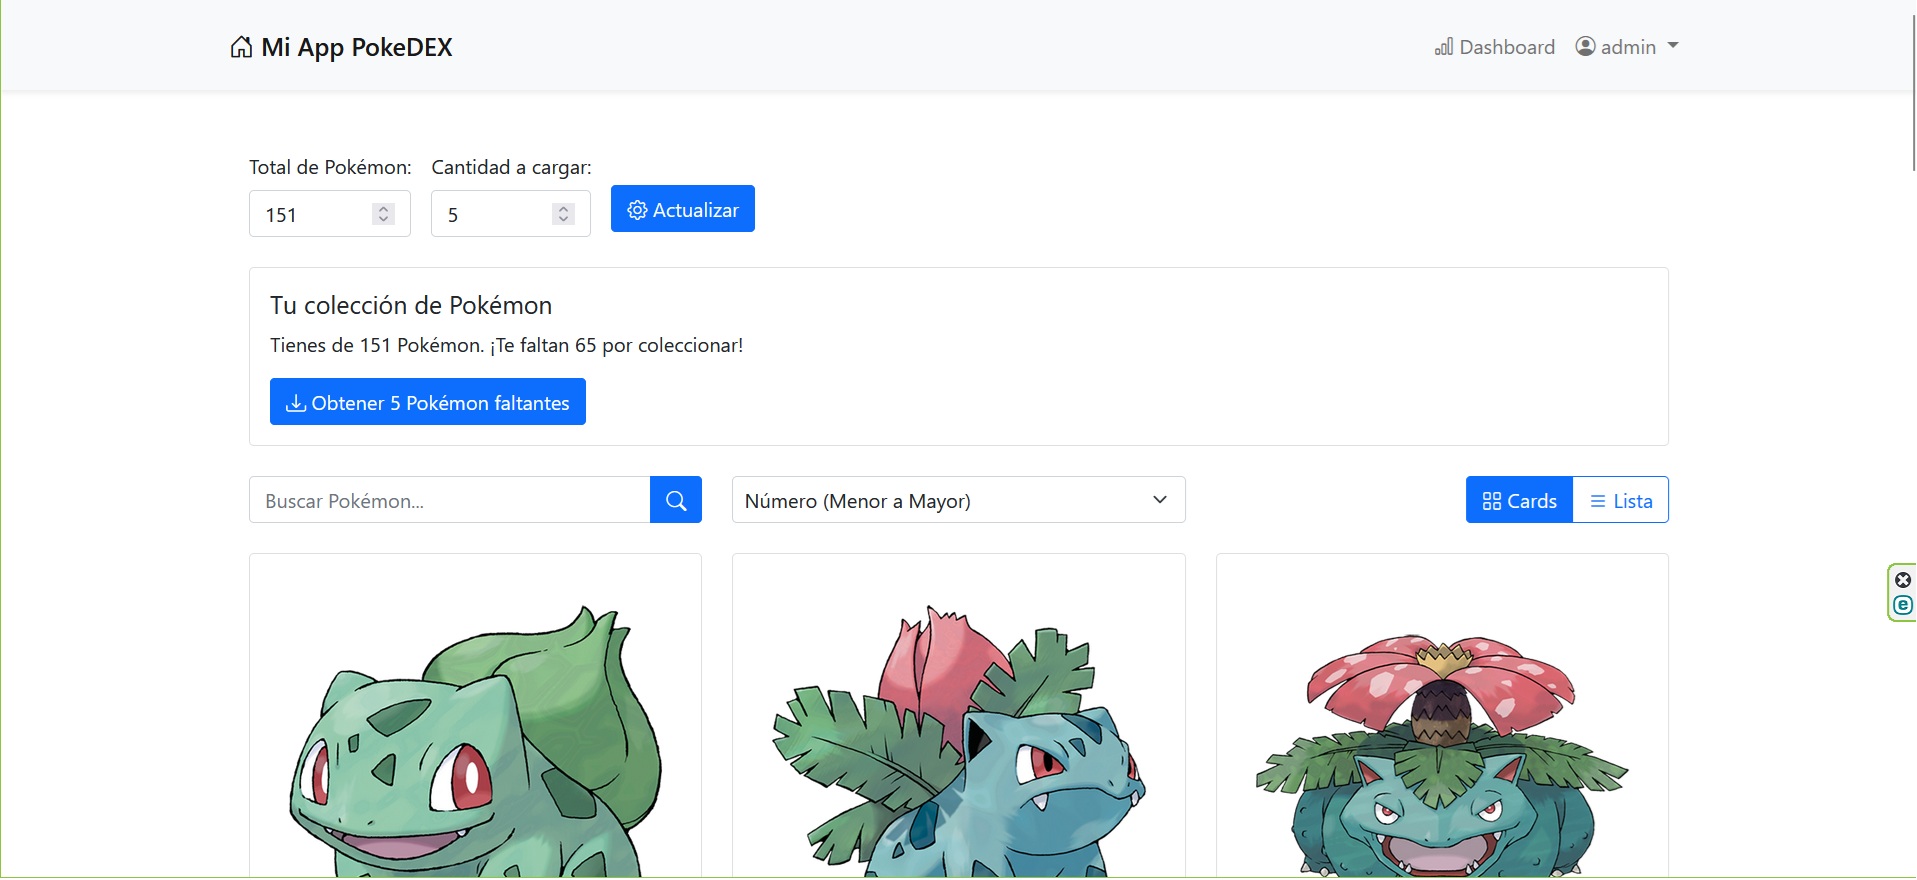 Mi App PokeDEX
Dashboard
admin
Total de Pokémon:
Cantidad a cargar:
151
5
Actualizar
Tu colección de Pokémon
Tienes de 151 Pokémon. ¡Te faltan 65 por coleccionar!
Obtener 5 Pokémon faltantes
Buscar Pokémon...
Número (Menor a Mayor)
Cards
Lista
e